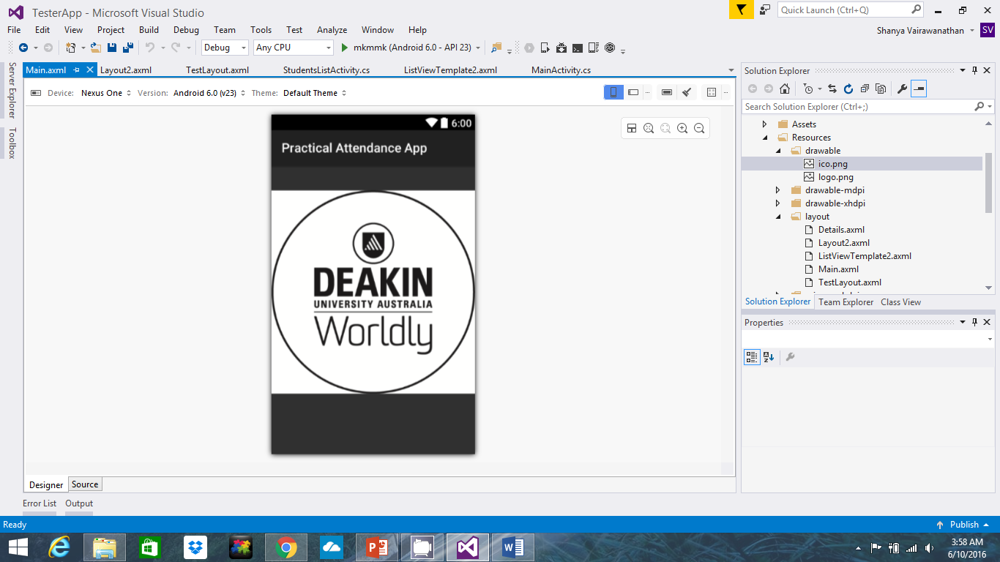 TesterApp - Microsoft Visual Studio
Quick Launch (Ctrl+Q)
File Edit View Project Build Debug Team Tools Test Analyze Window Help
Shanya Vairawanathan SV
Debug Any CPU mkmmk (Android 6.0 - API 23)
Main.axml Layout2.axml TestLayout.axml StudentsListActivity.cs ListViewTemplate2.axml MainActivity.cs
Server Explorer
Toolbox
Device: Nexus One Version: Android 6.0 (v23) Theme: Default Theme
6:00
Practical Attendance App
DEAKIN
UNIVERSITY AUSTRALIA
Worldly
Designer Source
Error List Output
Solution Explorer
Search Solution Explorer (Ctrl+;)
Assets
Resources
drawable
ico.png
logo.png
drawable-mdpi
drawable-xhdpi
layout
Details.axml
Layout2.axml
ListViewTemplate2.axml
Main.axml
TestLayout.axml
Solution Explorer Team Explorer Class View
Properties
Ready
Publish
3:58 AM
6/10/2016